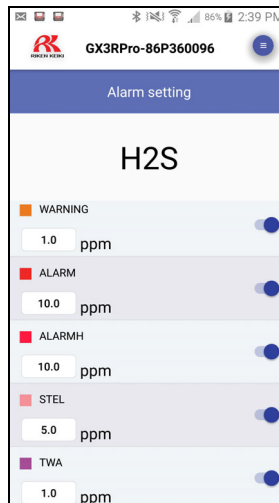 86% 2:39 PM
RIKEN KEIKI
GX3RPro-86P360096
Alarm setting
H2S
WARNING
1.0 ppm
ALARM
10.0 ppm
ALARMH
10.0 ppm
STEL
5.0 ppm
TWA
1.0 ppm